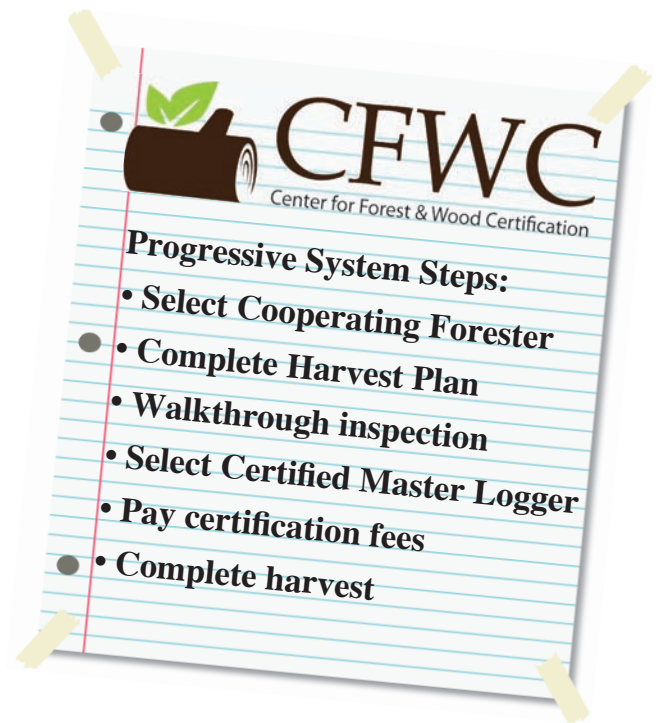 CFWC
Center for Forest & Wood Certification
Progressive System Steps:
• Select Cooperating Forester
• Complete Harvest Plan
• Walkthrough inspection
• Select Certified Master Logger
• Pay certification fees
• Complete harvest